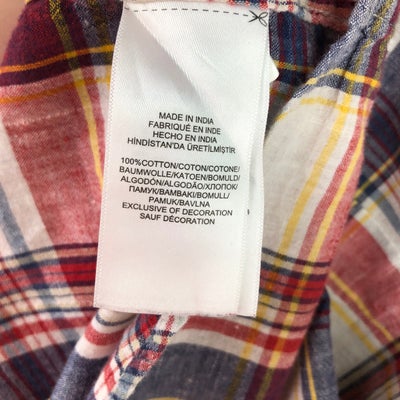 MADE IN INDIA
FABRIQUÉ EN INDE
HECHO EN INDIA
HİNDİSTAN'DA ÜRETİLMİŞTİR
100%COTTON/COTON/COTONE/
BAUMWOLLE/KATOEN/BOMULD/
ALGODÓN/ALGODÃO/ХЛОПОК/
ПАМУК/BAMBAKI/BOMULL/
PAMUK/BAVLNA
EXCLUSIVE OF DECORATION
SAUF DÉCORATION